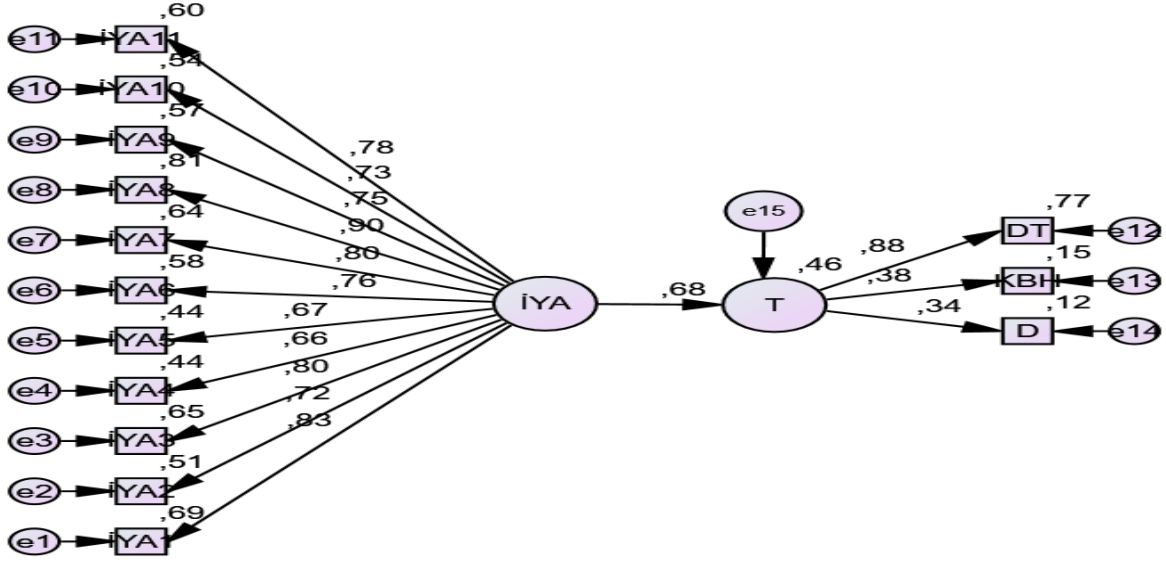 ,60
e11 İYA11
,54
e10 İYA10
,57
e9 İYA9
,81
e8 İYA8
,64
e7 İYA7
,58
e6 İYA6
,44
e5 İYA5
,44
e4 İYA4
,65
e3 İYA3
,51
e2 İYA2
,69
e1 İYA1
,78
,73
,75
,90
,80
,76
,67
,66
,80
,72
,83
İYA
,68
e15
,46
T
,88
,38
,34
,77
DT e12
,15
KBH e13
,12
D e14